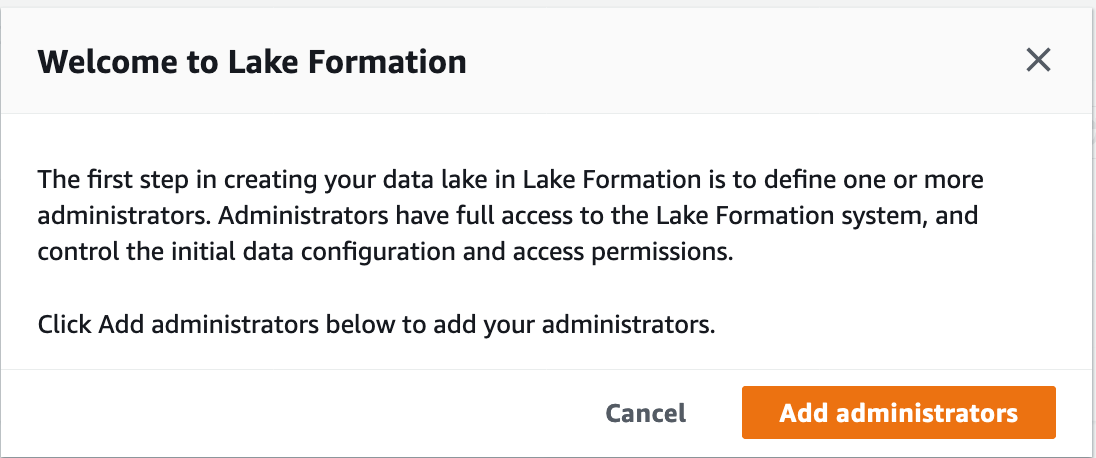 Welcome to Lake Formation
The first step in creating your data lake in Lake Formation is to define one or more
administrators. Administrators have full access to the Lake Formation system, and
control the initial data configuration and access permissions.
Click Add administrators below to add your administrators.
Cancel
Add administrators